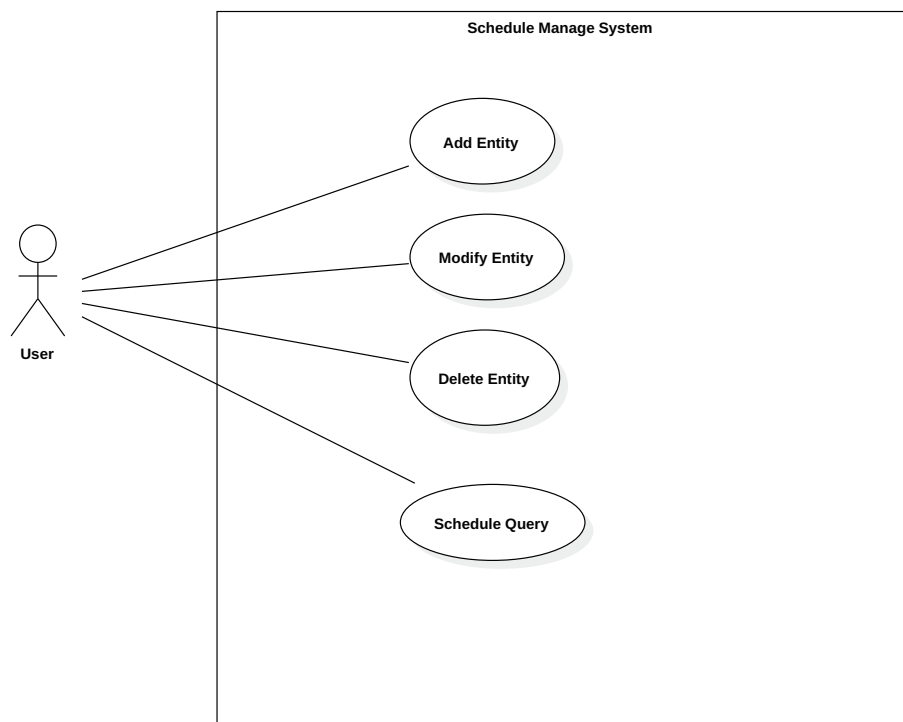 Schedule Manage System
Add Entity
Modify Entity
User
Delete Entity
Schedule Query